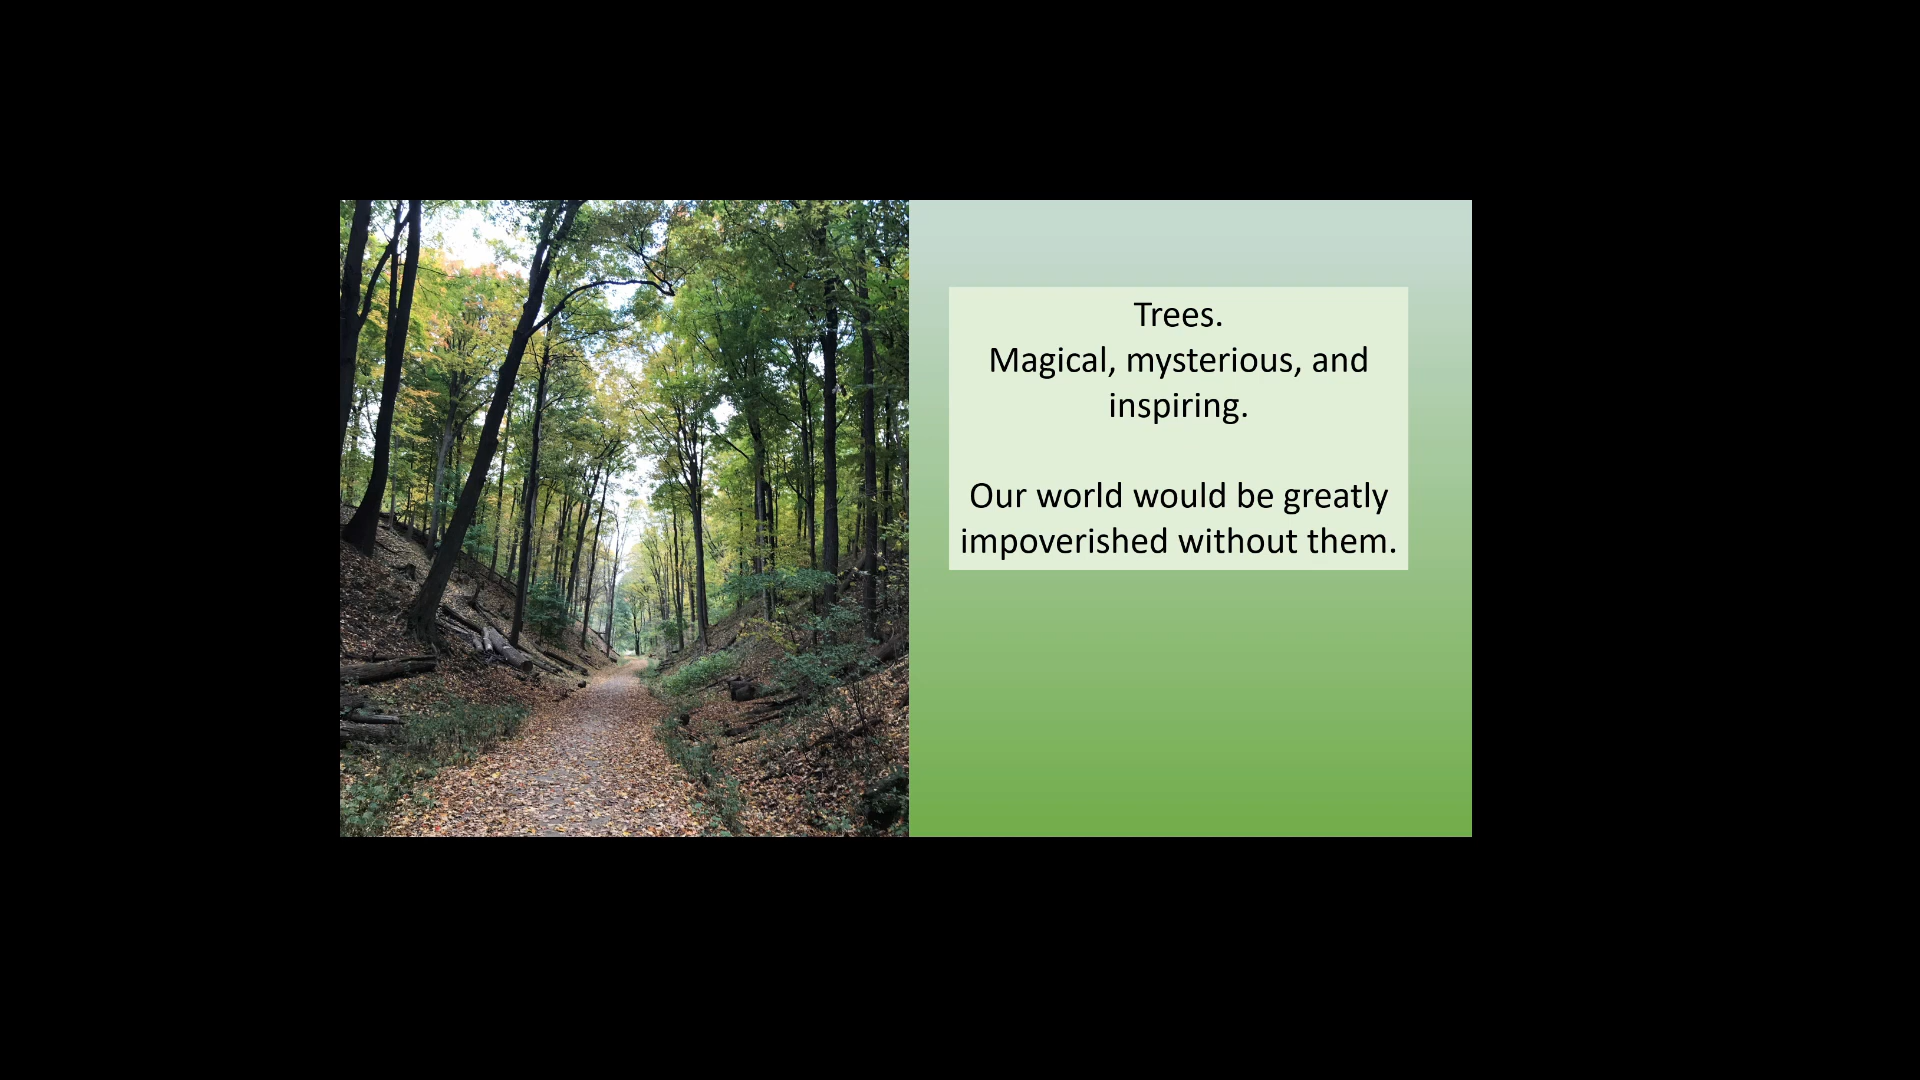 Trees.
Magical, mysterious, and
inspiring.
Our world would be greatly
impoverished without them.